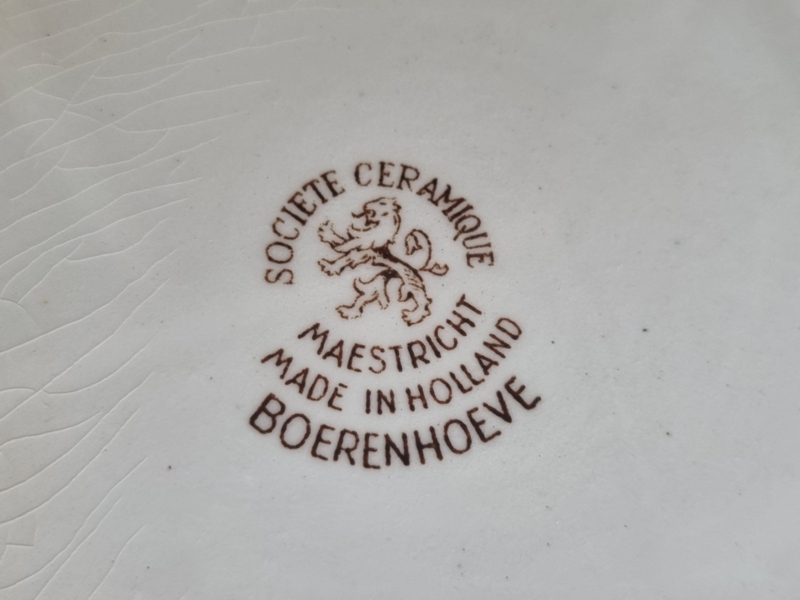 SOCIETE CERAMIQUE
MAESTRICHT
MADE IN HOLLAND
BOERENHOEVE